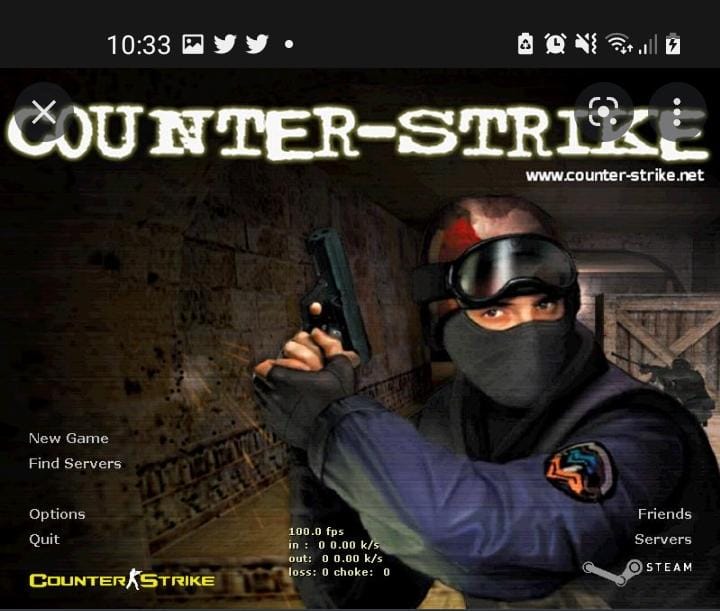 10:33
COUNTER-STRIKE
www.counter-strike.net
New Game
Find Servers
Options
Quit
100.0 fps
in : 0 0.00 k/s
out: 0 0.00 k/s
loss: 0 choke: 0
Friends
Servers
COUNTER STRIKE
STEAM